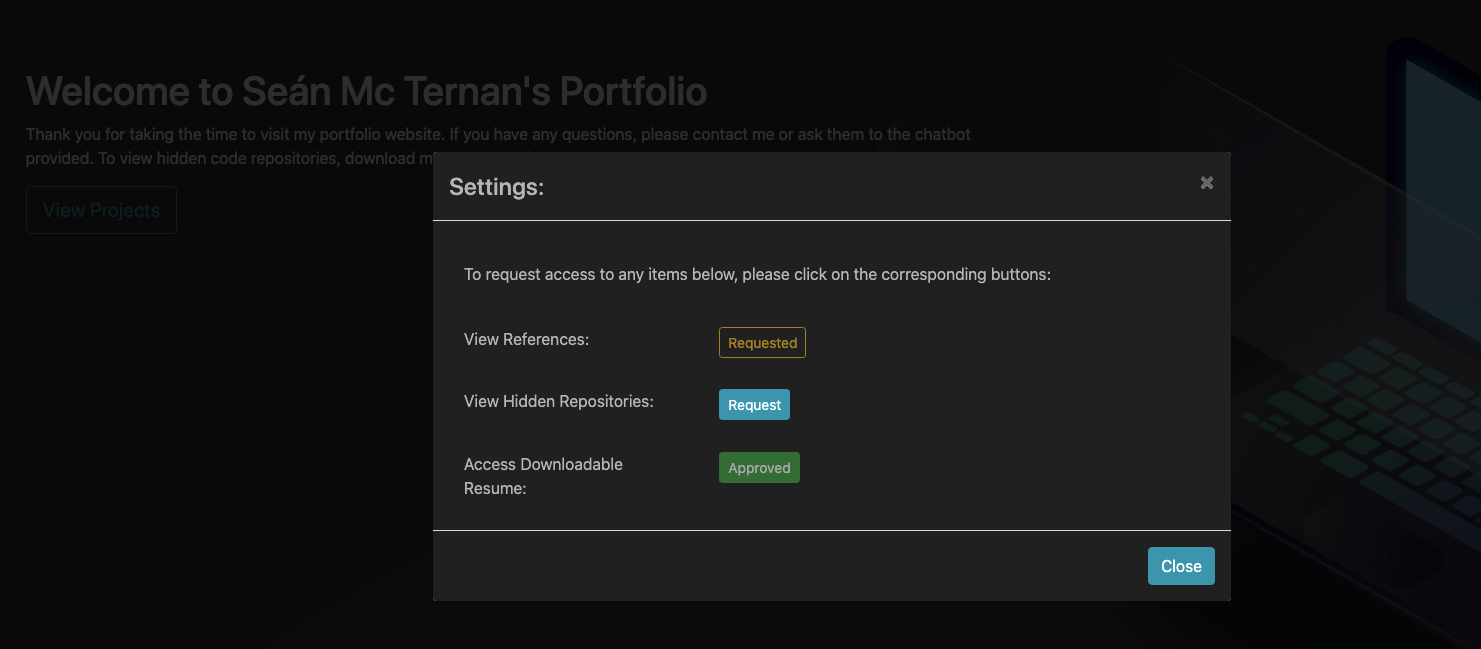 Welcome to Seán Mc Ternan's Portfolio
Thank you for taking the time to visit my portfolio website. If you have any questions, please contact me or ask them to the chatbot
provided. To view hidden code repositories, download m
View Projects
Settings:
✖
To request access to any items below, please click on the corresponding buttons:
View References:
Requested
View Hidden Repositories:
Request
Access Downloadable
Resume:
Approved
Close